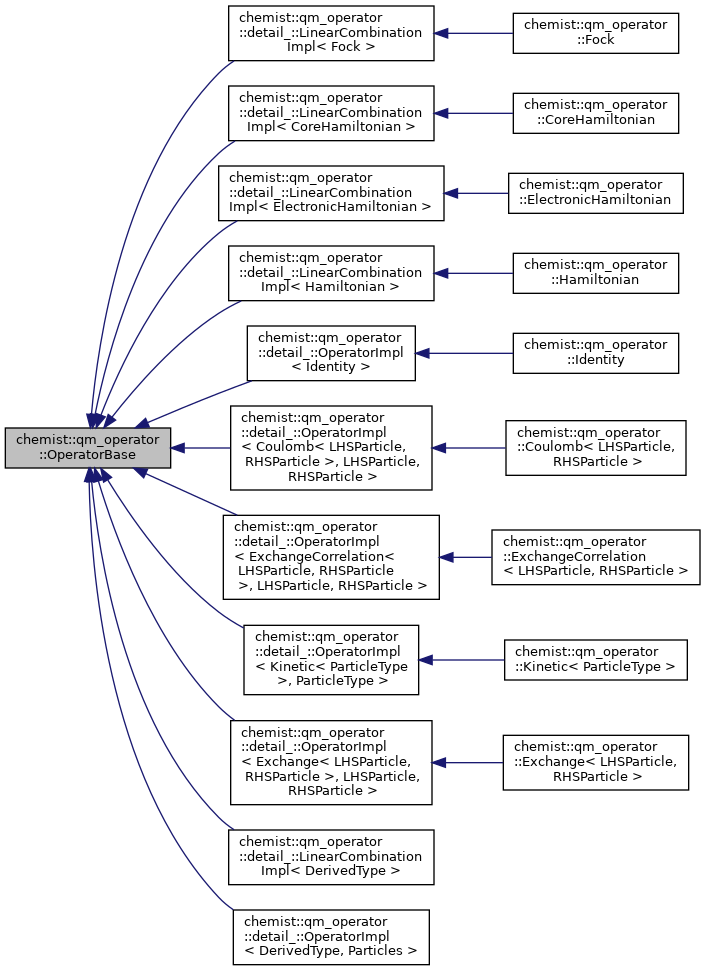 chemist::qm_operator
::OperatorBase
chemist::qm_operator
::detail_::LinearCombination
Impl< Fock >
chemist::qm_operator
::Fock
chemist::qm_operator
::detail_::LinearCombination
Impl< CoreHamiltonian >
chemist::qm_operator
::CoreHamiltonian
chemist::qm_operator
::detail_::LinearCombination
Impl< ElectronicHamiltonian >
chemist::qm_operator
::ElectronicHamiltonian
chemist::qm_operator
::detail_::LinearCombination
Impl< Hamiltonian >
chemist::qm_operator
::Hamiltonian
chemist::qm_operator
::detail_::OperatorImpl
< Identity >
chemist::qm_operator
::Identity
chemist::qm_operator
::detail_::OperatorImpl
< Coulomb< LHSParticle,
RHSParticle >, LHSParticle,
RHSParticle >
chemist::qm_operator
::Coulomb< LHSParticle,
RHSParticle >
chemist::qm_operator
::detail_::OperatorImpl
< ExchangeCorrelation<
LHSParticle, RHSParticle
>, LHSParticle, RHSParticle >
chemist::qm_operator
::ExchangeCorrelation
< LHSParticle, RHSParticle >
chemist::qm_operator
::detail_::OperatorImpl
< Kinetic< ParticleType
>, ParticleType >
chemist::qm_operator
::Kinetic< ParticleType >
chemist::qm_operator
::detail_::OperatorImpl
< Exchange< LHSParticle,
RHSParticle >, LHSParticle,
RHSParticle >
chemist::qm_operator
::Exchange< LHSParticle,
RHSParticle >
chemist::qm_operator
::detail_::LinearCombination
Impl< DerivedType >
chemist::qm_operator
::detail_::OperatorImpl
< DerivedType, Particles >